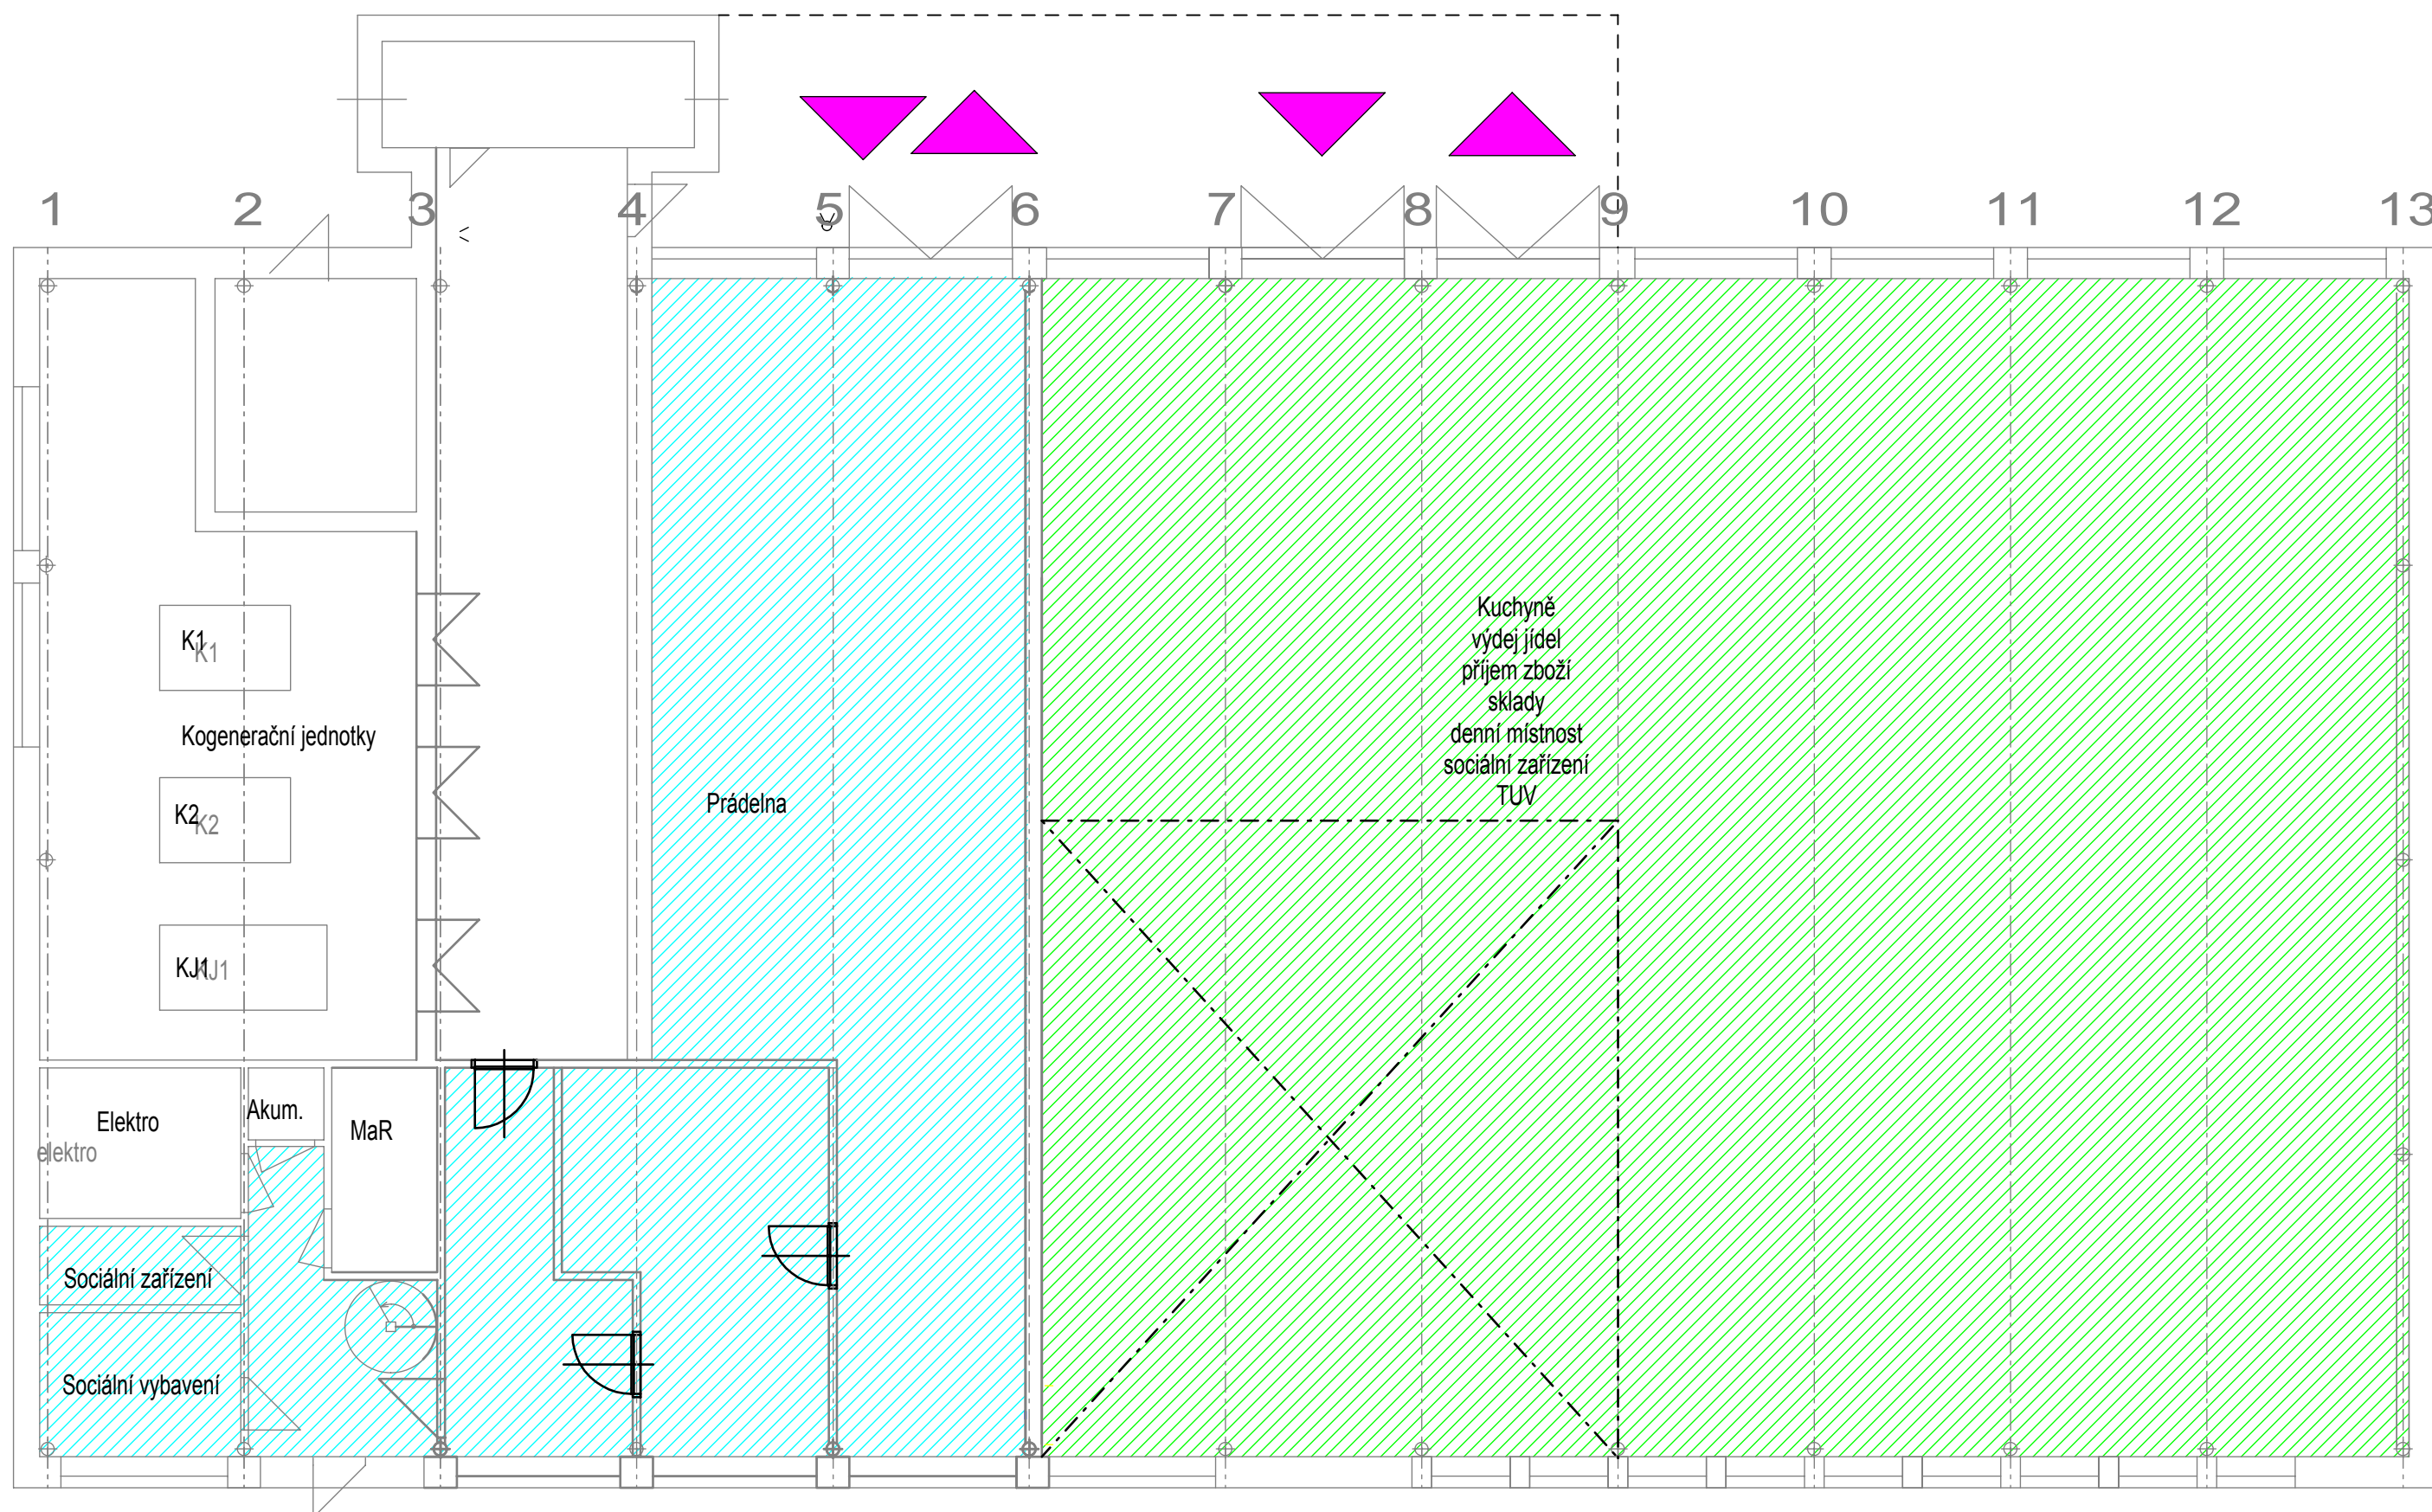 1 2 3 4 5 6 7 8 9 10 11 12 13
Kuchyně
výdej jídel
příjem zboží
sklady
denní místnost
sociální zařízení
TUV
K1
K1
Kogenerační jednotky
Prádelna
K2
K2
KJ1
KJ1
Elektro
elektro
Akum.
MaR
Sociální zařízení
Sociální vybavení